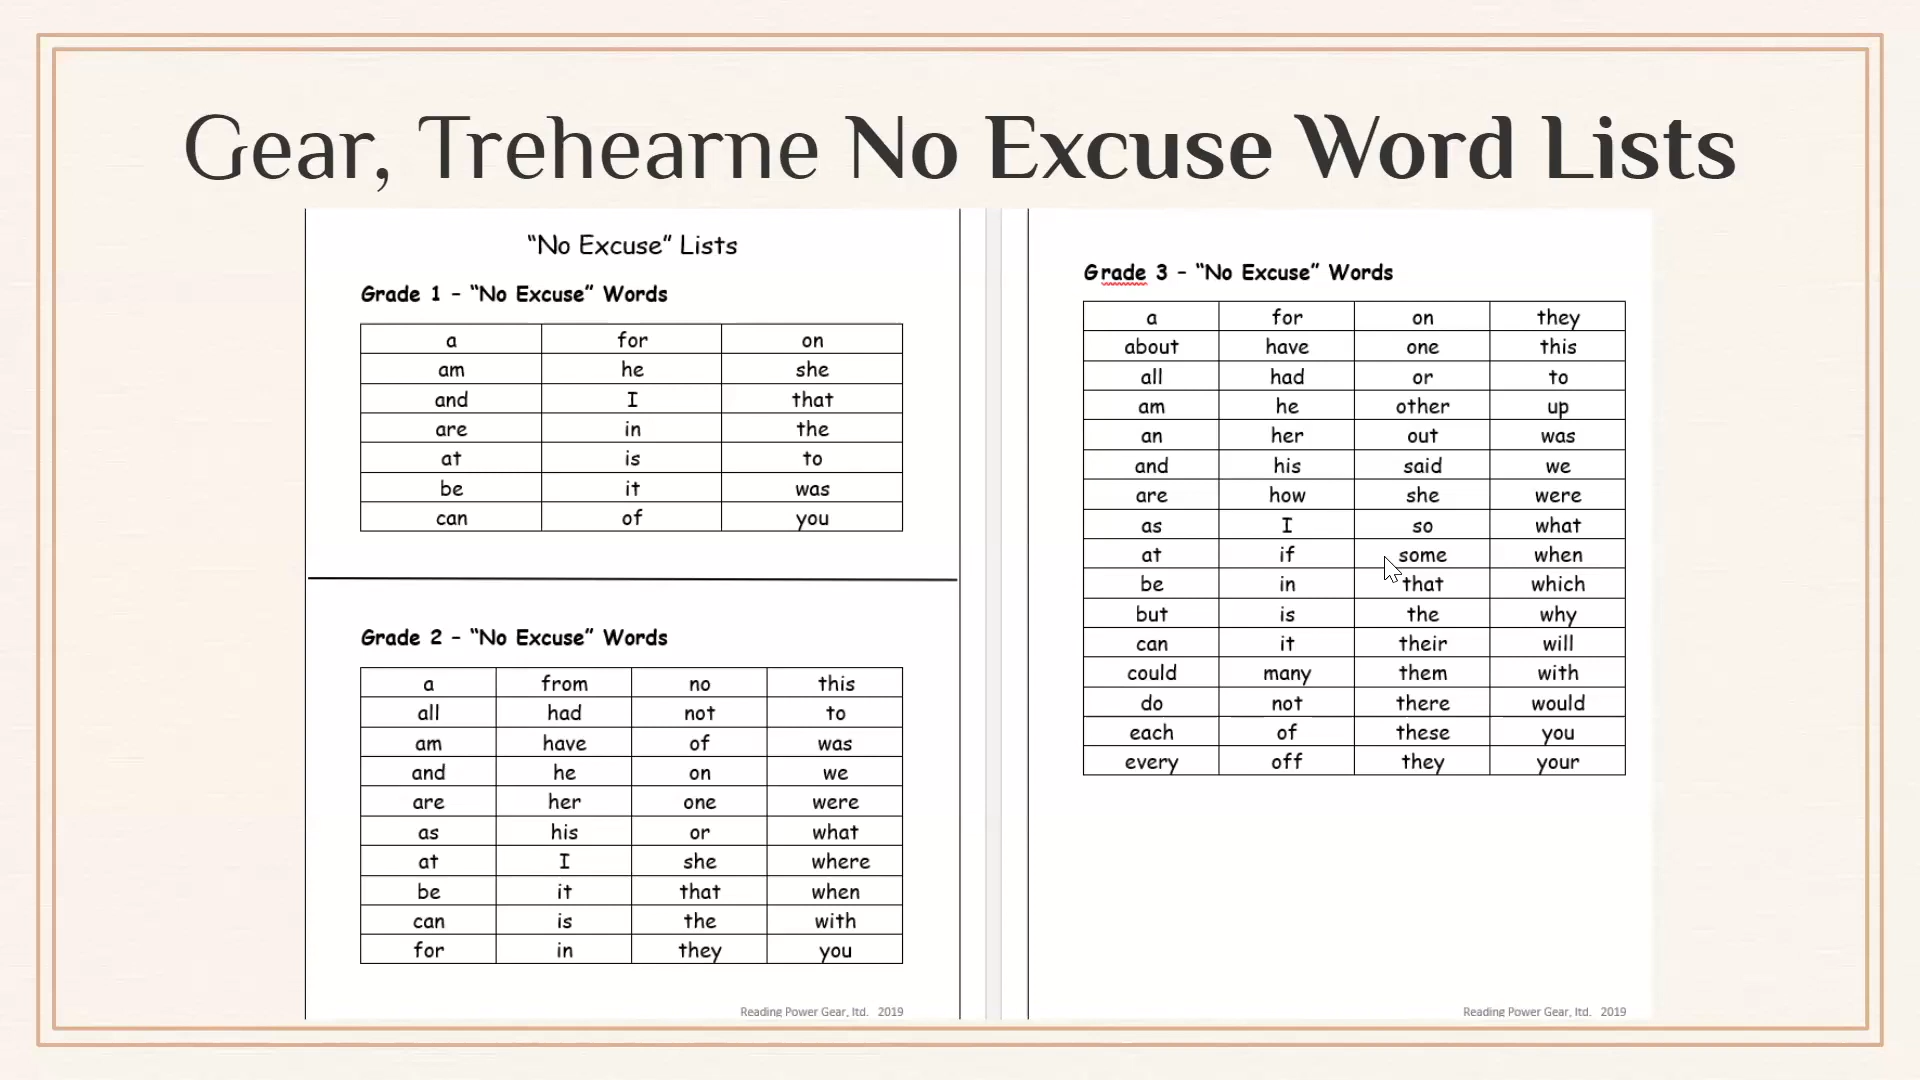 Gear, Trehearne No Excuse Word Lists
“No Excuse” Lists
Grade 1 – “No Excuse” Words
a for on
am he she
and I that
are in the
at is to
be it was
can of you
Grade 2 – “No Excuse” Words
a from no this
all had not to
am have of was
and he on we
are her one were
as his or what
at I she where
be it that when
can is the with
for in they you
Reading Power Gear, ltd. 2019
Grade 3 – “No Excuse” Words
a for on they
about have one this
all had or to
am he other up
an her out was
and his said we
are how she were
as I so what
at if some when
be in that which
but is the why
can it their will
could many them with
do not there would
each of these you
every off they your
Reading Power Gear, ltd. 2019